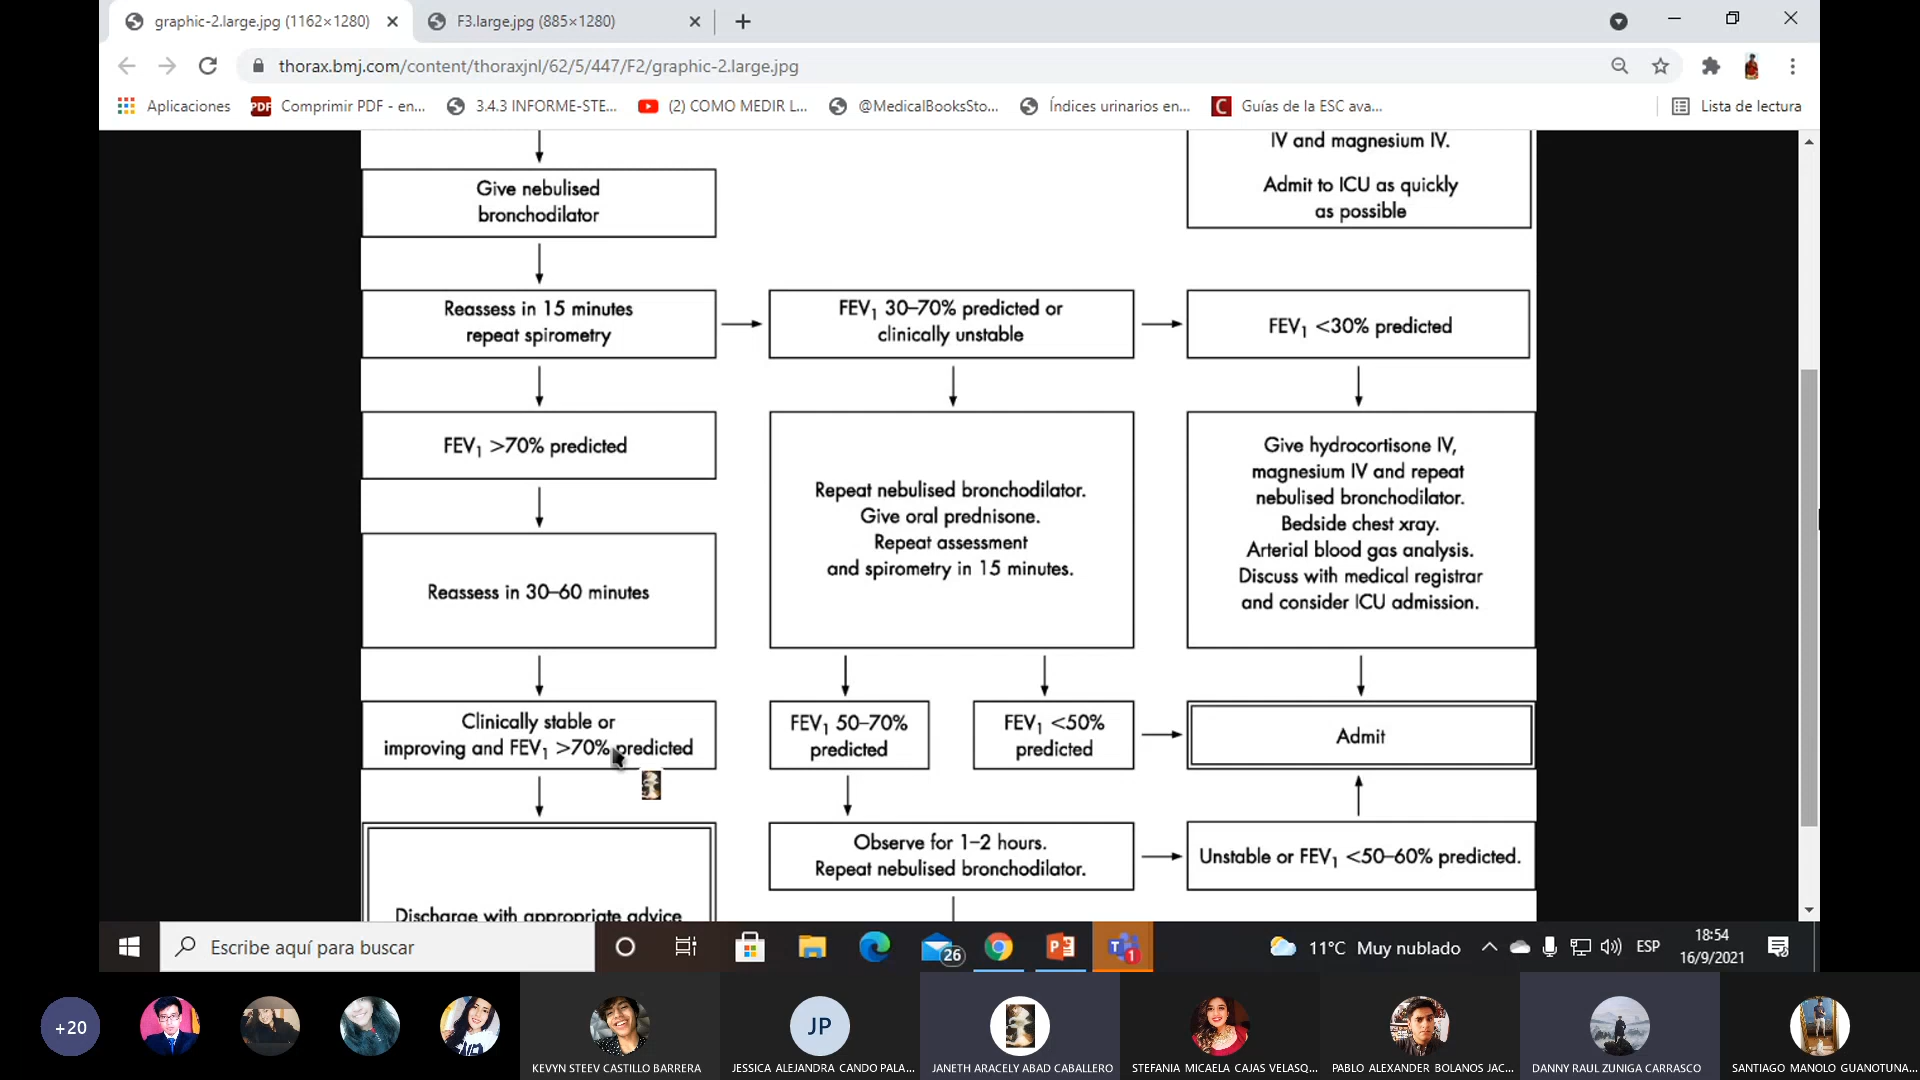 graphic-2.large.jpg (1162×1280)
F3.large.jpg (885×1280)
thorax.bmj.com/content/thoraxjnl/62/5/447/F2/graphic-2.large.jpg
Aplicaciones
PDF
Comprimir PDF - en...
3.4.3 INFORME-STE...
(2) COMO MEDIR L...
@MedicalBooksSto...
Índices urinarios en...
C
Guías de la ESC ava...
Lista de lectura
IV and magnesium IV.
Admit to ICU as quickly
as possible
Give nebulised
bronchodilator
Reassess in 15 minutes
repeat spirometry
FEV1 30–70% predicted or
clinically unstable
FEV1 <30% predicted
FEV1 >70% predicted
Repeat nebulised bronchodilator.
Give oral prednisone.
Repeat assessment
and spirometry in 15 minutes.
Give hydrocortisone IV,
magnesium IV and repeat
nebulised bronchodilator.
Bedside chest xray.
Arterial blood gas analysis.
Discuss with medical registrar
and consider ICU admission.
Reassess in 30–60 minutes
Clinically stable or
improving and FEV1 >70% predicted
FEV1 50–70%
predicted
FEV1 <50%
predicted
Admit
Observe for 1–2 hours.
Repeat nebulised bronchodilator.
Unstable or FEV1 <50–60% predicted.
Discharge with appropriate advice
Escribe aquí para buscar
26
1
11°C Muy nublado
ESP
18:54
16/9/2021
+20
JP
KEVYN STEEV CASTILLO BARRERA
JESSICA ALEJANDRA CANDO PALA...
JANETH ARACELY ABAD CABALLERO
STEFANIA MICAELA CAJAS VELASQ...
PABLO ALEXANDER BOLANOS JAC...
DANNY RAUL ZUNIGA CARRASCO
SANTIAGO MANOLO GUANOTUNA...